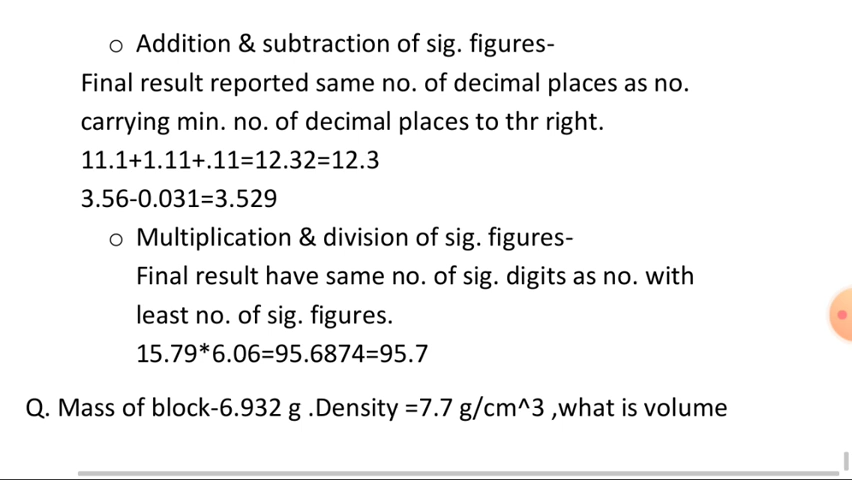 o Addition & subtraction of sig. figures-
Final result reported same no. of decimal places as no.
carrying min. no. of decimal places to thr right.
11.1+1.11+.11=12.32=12.3
3.56-0.031=3.529
o Multiplication & division of sig. figures-
Final result have same no. of sig. digits as no. with
least no. of sig. figures.
15.79*6.06=95.6874=95.7
Q. Mass of block-6.932 g .Density =7.7 g/cm^3 ,what is volume